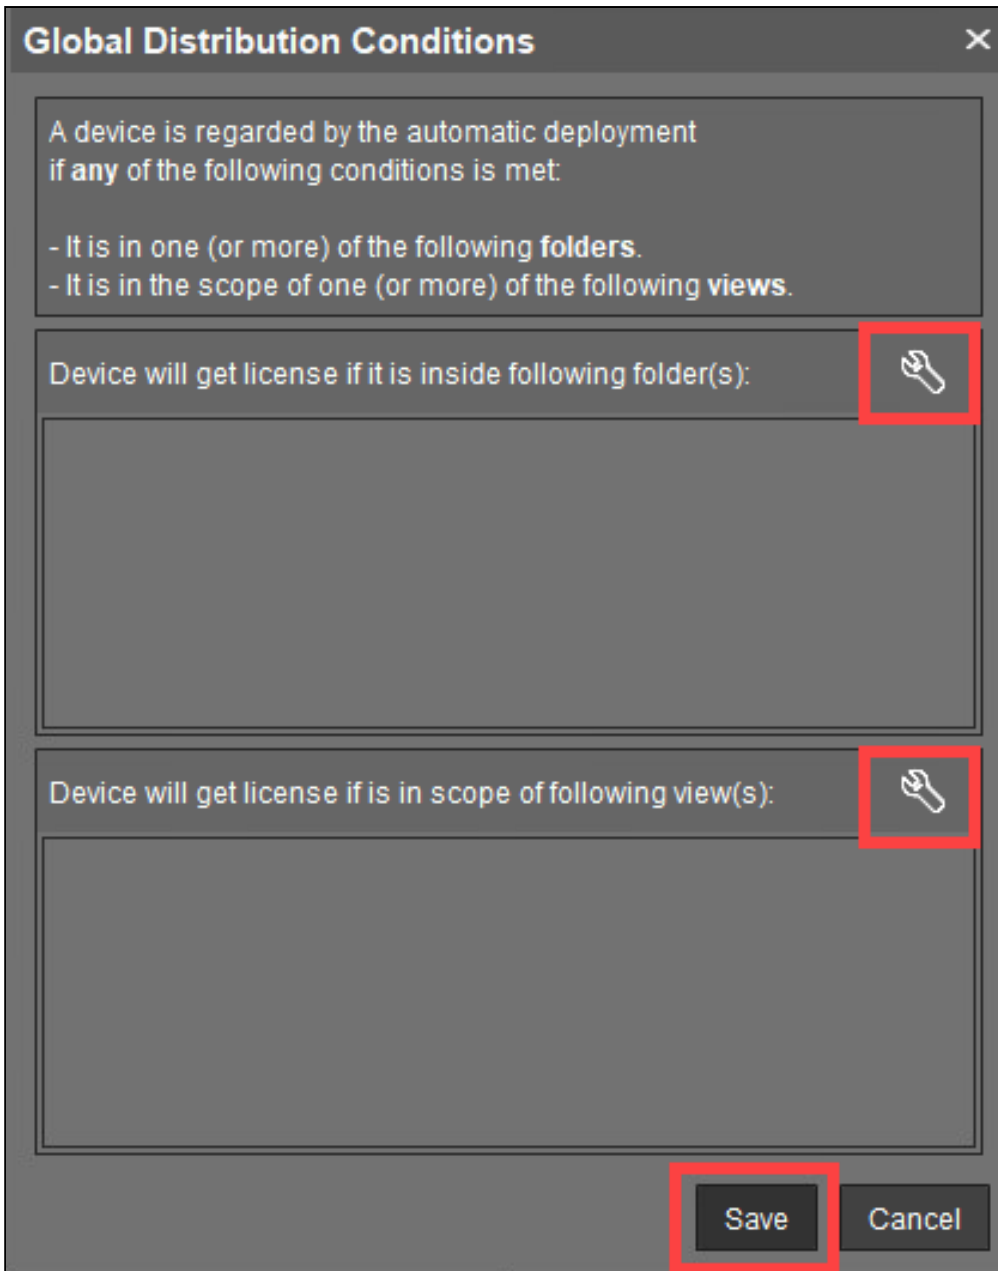 Global Distribution Conditions
A device is regarded by the automatic deployment
if any of the following conditions is met:
- It is in one (or more) of the following folders.
- It is in the scope of one (or more) of the following views.
Device will get license if it is inside following folder(s):
Device will get license if is in scope of following view(s):
Save
Cancel